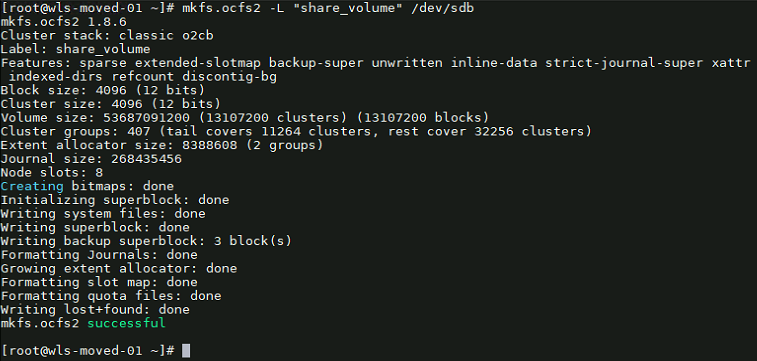 [root@wls-moved-01 ~]# mkfs.ocfs2 -L "share_volume" /dev/sdb
mkfs.ocfs2 1.8.6
Cluster stack: classic o2cb
Label: share_volume
Features: sparse extended-slotmap backup-super unwritten inline-data strict-journal-super xattr
 indexed-dirs refcount discontig-bg
Block size: 4096 (12 bits)
Cluster size: 4096 (12 bits)
Volume size: 53687091200 (13107200 clusters) (13107200 blocks)
Cluster groups: 407 (tail covers 11264 clusters, rest cover 32256 clusters)
Extent allocator size: 8388608 (2 groups)
Journal size: 268435456
Node slots: 8
Creating bitmaps: done
Initializing superblock: done
Writing system files: done
Writing superblock: done
Writing backup superblock: 3 block(s)
Formatting Journals: done
Growing extent allocator: done
Formatting slot map: done
Formatting quota files: done
Writing lost+found: done
mkfs.ocfs2 successful
[root@wls-moved-01 ~]#